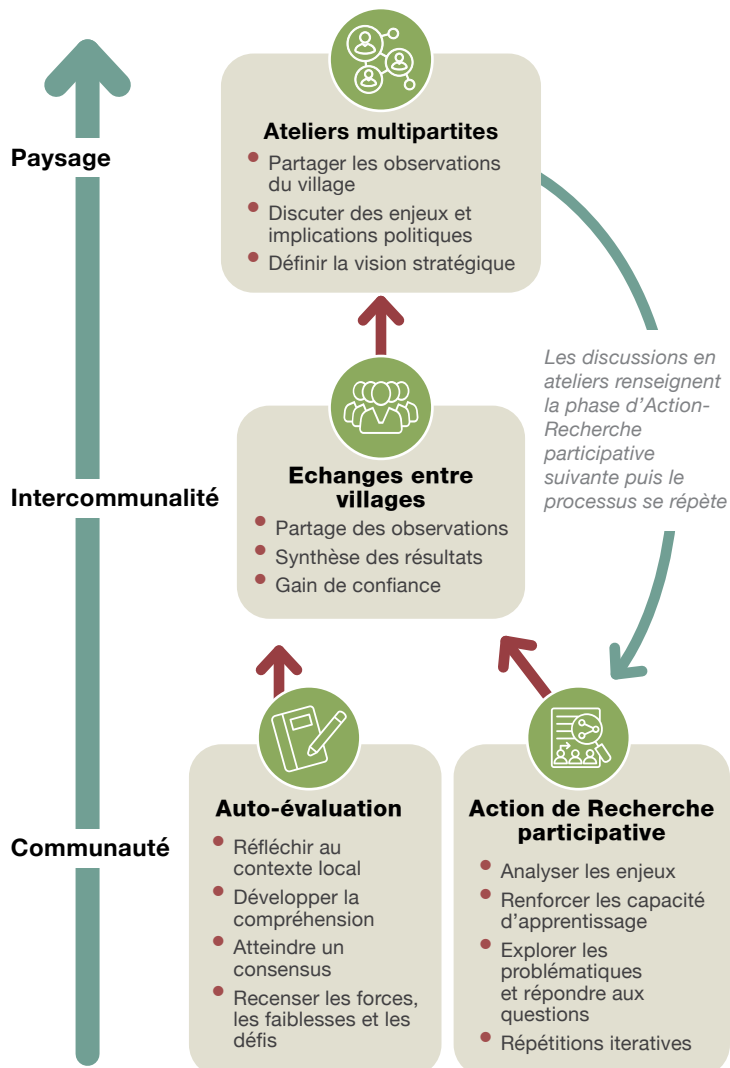 Paysage
Ateliers multipartites
• Partager les observations
du village
• Discuter des enjeux et
implications politiques
• Définir la vision stratégique
Les discussions en
ateliers renseignent
la phase d'Action-
Recherche
participative
suivante puis le
processus se répète
Intercommunalité
Echanges entre
villages
• Partage des observations
• Synthèse des résultats
• Gain de confiance
Communauté
Auto-évaluation
• Réfléchir au
contexte local
• Développer la
compréhension
• Atteindre un
consensus
• Recenser les forces,
les faiblesses et les
défis
Action de Recherche
participative
• Analyser les enjeux
• Renforcer les capacité
d'apprentissage
• Explorer les
problématiques
et répondre aux
questions
• Répétitions iteratives